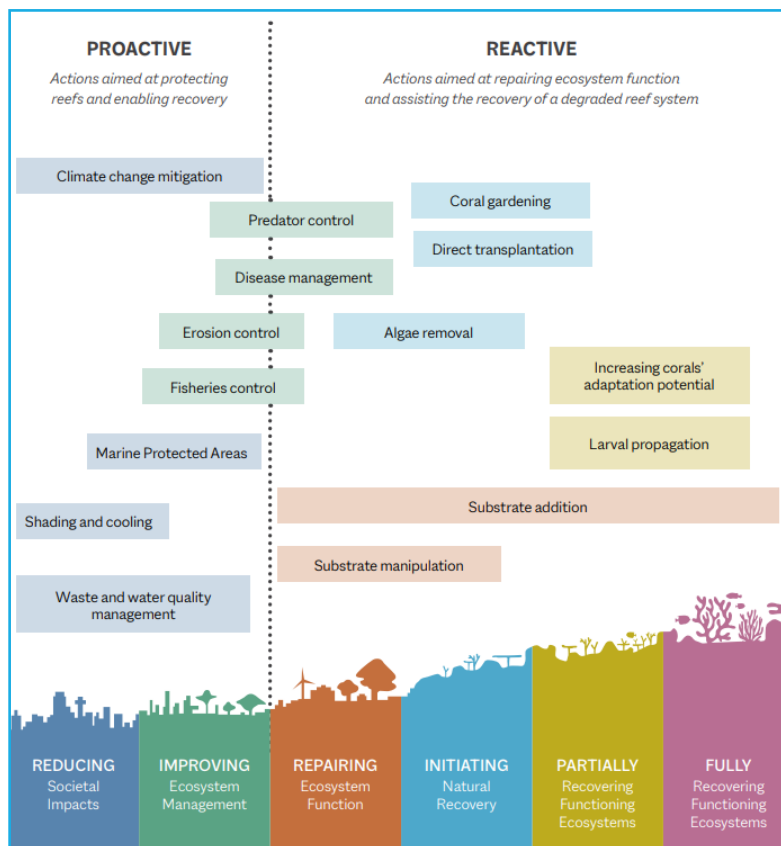 PROACTIVE
Actions aimed at protecting
reefs and enabling recovery
REACTIVE
Actions aimed at repairing ecosystem function
and assisting the recovery of a degraded reef system
Climate change mitigation
Coral gardening
Predator control
Direct transplantation
Disease management
Erosion control
Algae removal
Increasing corals’
adaptation potential
Fisheries control
Marine Protected Areas
Larval propagation
Substrate addition
Shading and cooling
Substrate manipulation
Waste and water quality
management
REDUCING
Societal
Impacts
IMPROVING
Ecosystem
Management
REPAIRING
Ecosystem
Function
INITIATING
Natural
Recovery
PARTIALLY
Recovering
Functioning
Ecosystems
FULLY
Recovering
Functioning
Ecosystems